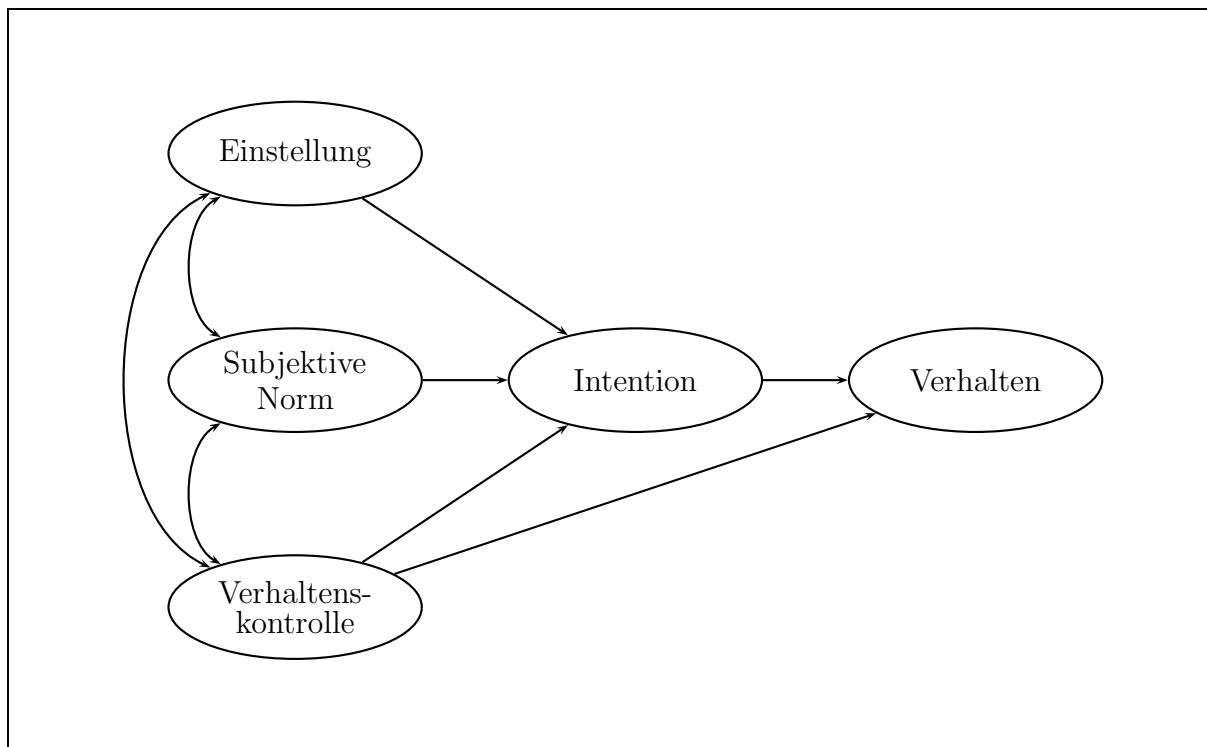 Einstellung
Subjektive
Norm
Intention
Verhalten
Verhaltens-
kontrolle